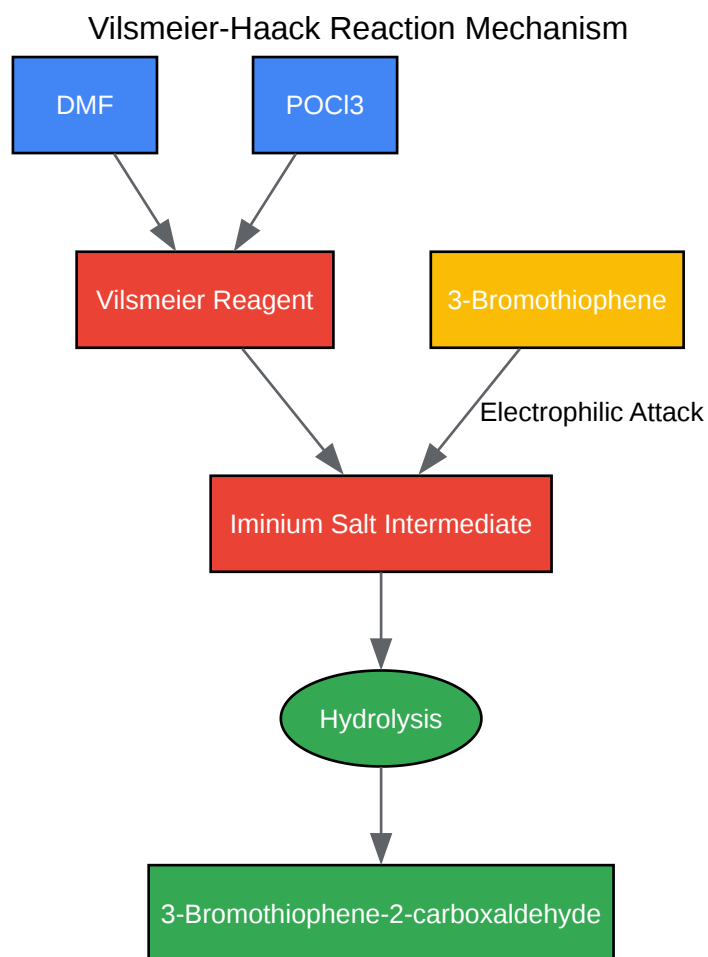 Vilsmeier-Haack Reaction Mechanism
DMF
POCl3
Vilsmeier Reagent
3-Bromothiophene
Electrophilic Attack
Iminium Salt Intermediate
Hydrolysis
3-Bromothiophene-2-carboxaldehyde